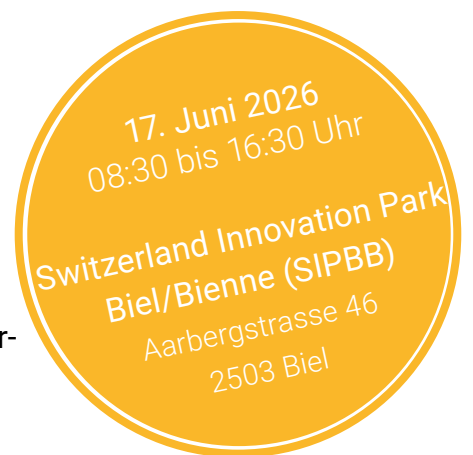 17. Juni 2026
08:30 bis 16:30 Uhr
Switzerland Innovation Park
Biel/Bienne (SIPBB)
Aarbergstrasse 46
2503 Biel
r-